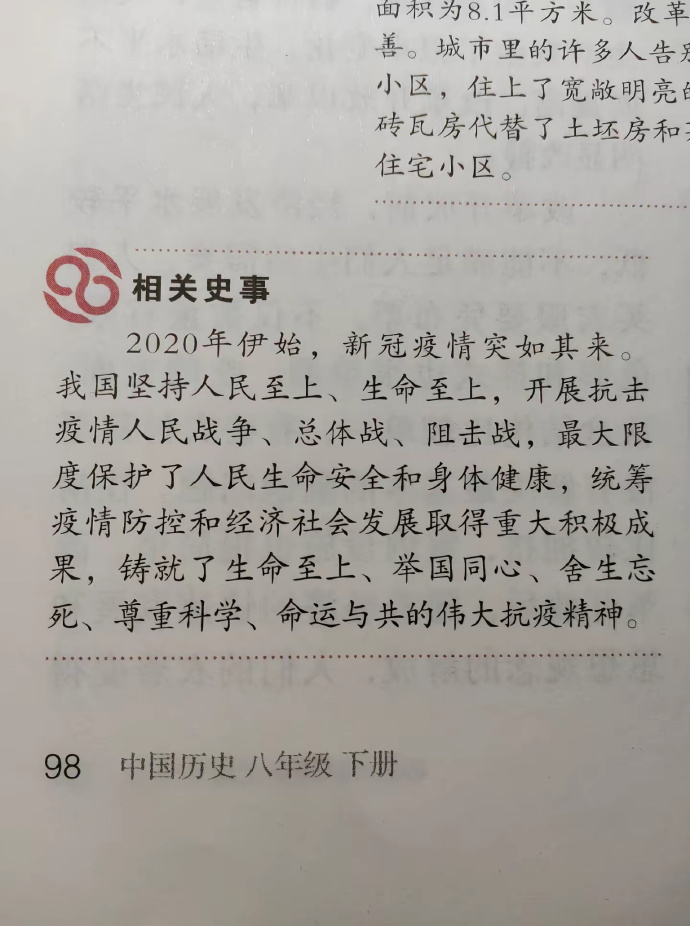 面积为8.1平方米。改革
善。城市里的许多人告别
小区，住上了宽敞明亮的
砖瓦房代替了土坯房和
住宅小区。
相关史事
2020年伊始，新冠疫情突如其来。
我国坚持人民至上、生命至上，开展抗击
疫情人民战争、总体战、阻击战，最大限
度保护了人民生命安全和身体健康，统筹
疫情防控和经济社会发展取得重大积极成
果，铸就了生命至上、举国同心、舍生忘
死、尊重科学、命运与共的伟大抗疫精神。
98 中国历史 八年级 下册